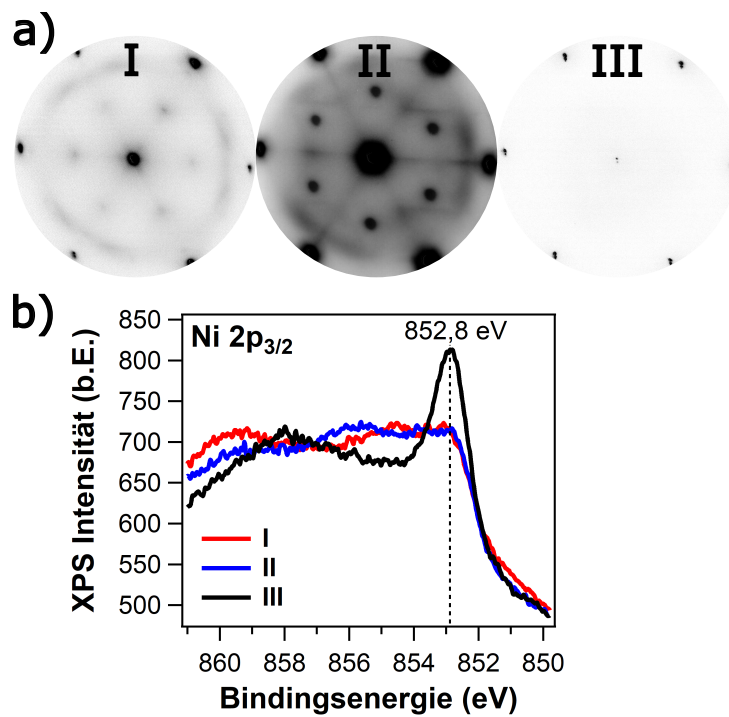 a)
I
II
III
b)
XPS Intensität (b.E.)
850
800
750
700
650
600
550
500
Ni 2p3/2
852,8 eV
I
II
III
860
858
856
854
852
850
Bindingsenergie (eV)